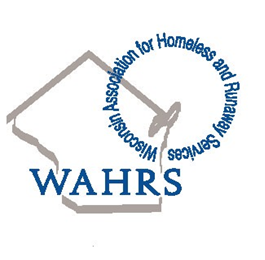 Wisconsin Association for Homeless and Runaway Services
WAHRS